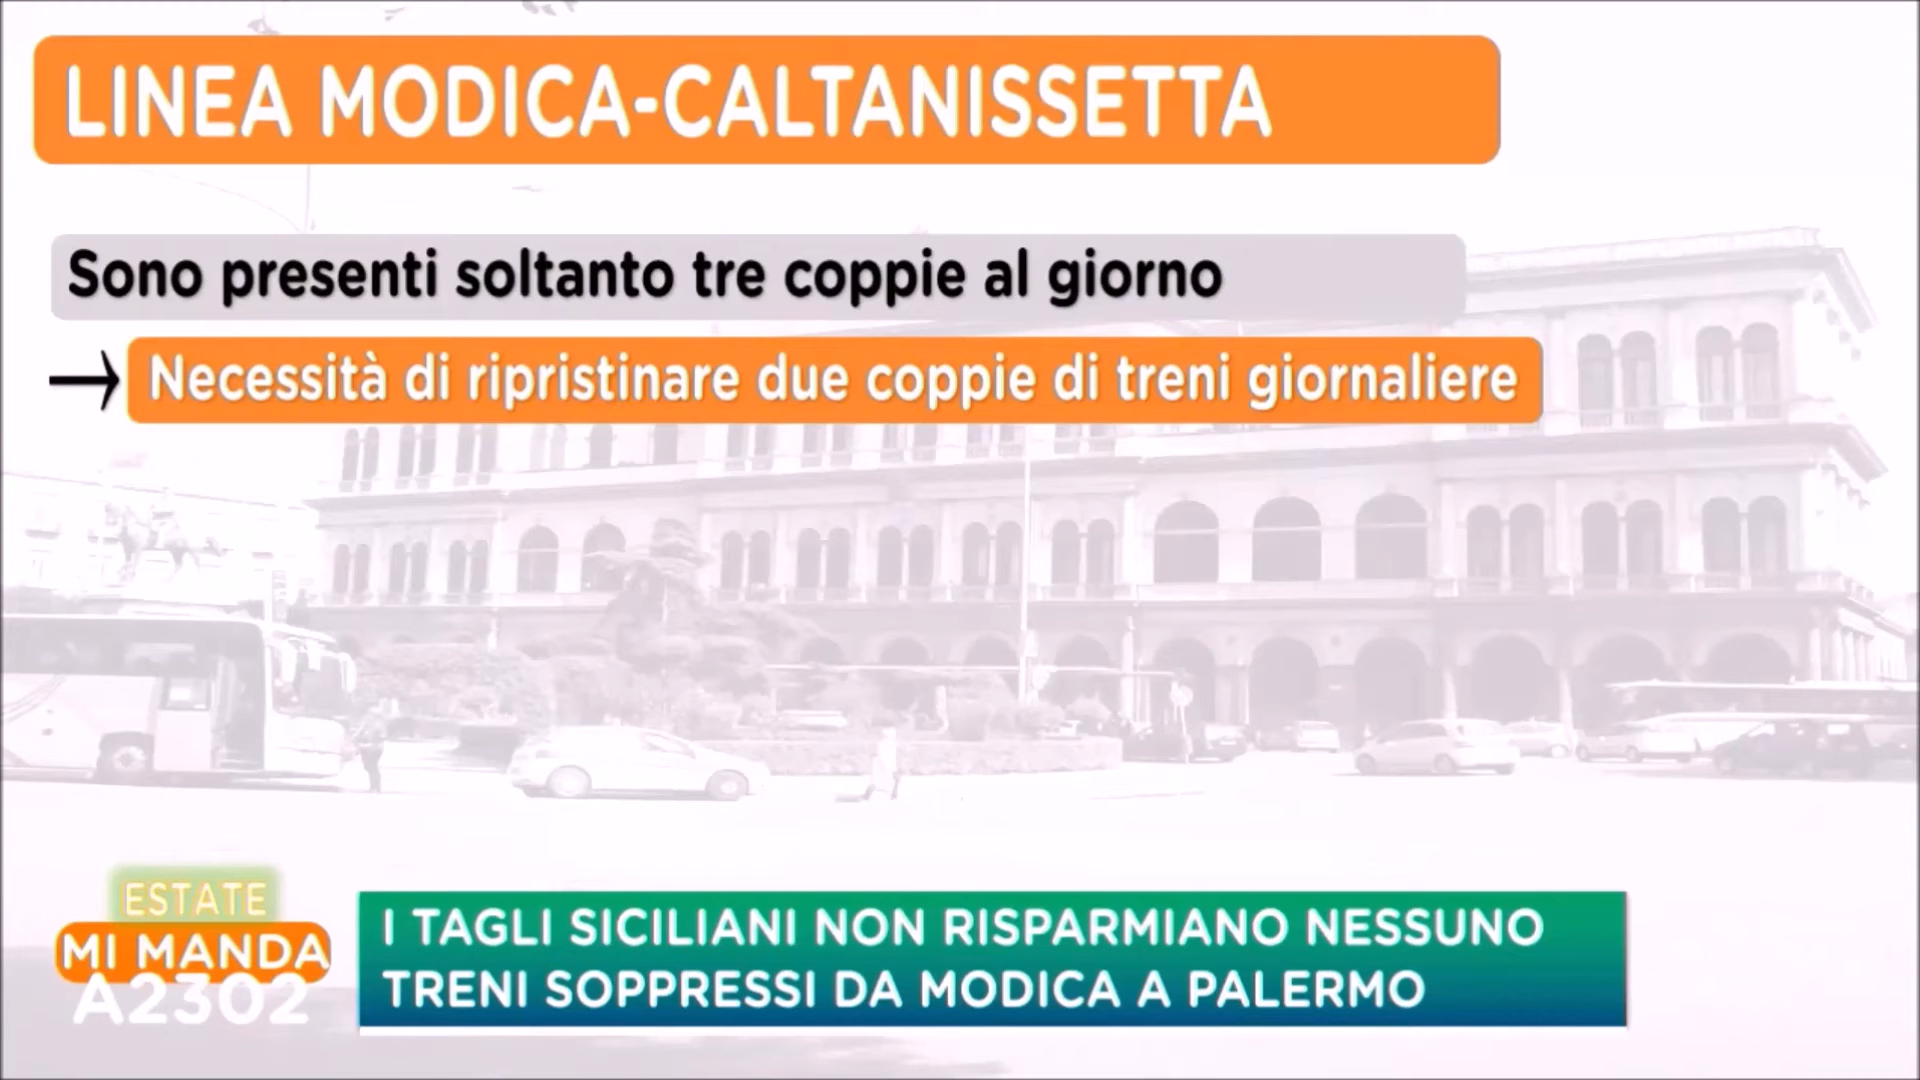 LINEA MODICA-CALTANISSETTA
Sono presenti soltanto tre coppie al giorno
→ Necessità di ripristinare due coppie di treni giornaliere
ESTATE
MI MANDA
A2302
I TAGLI SICILIANI NON RISPARMIANO NESSUNO
TRENI SOPPRESSI DA MODICA A PALERMO